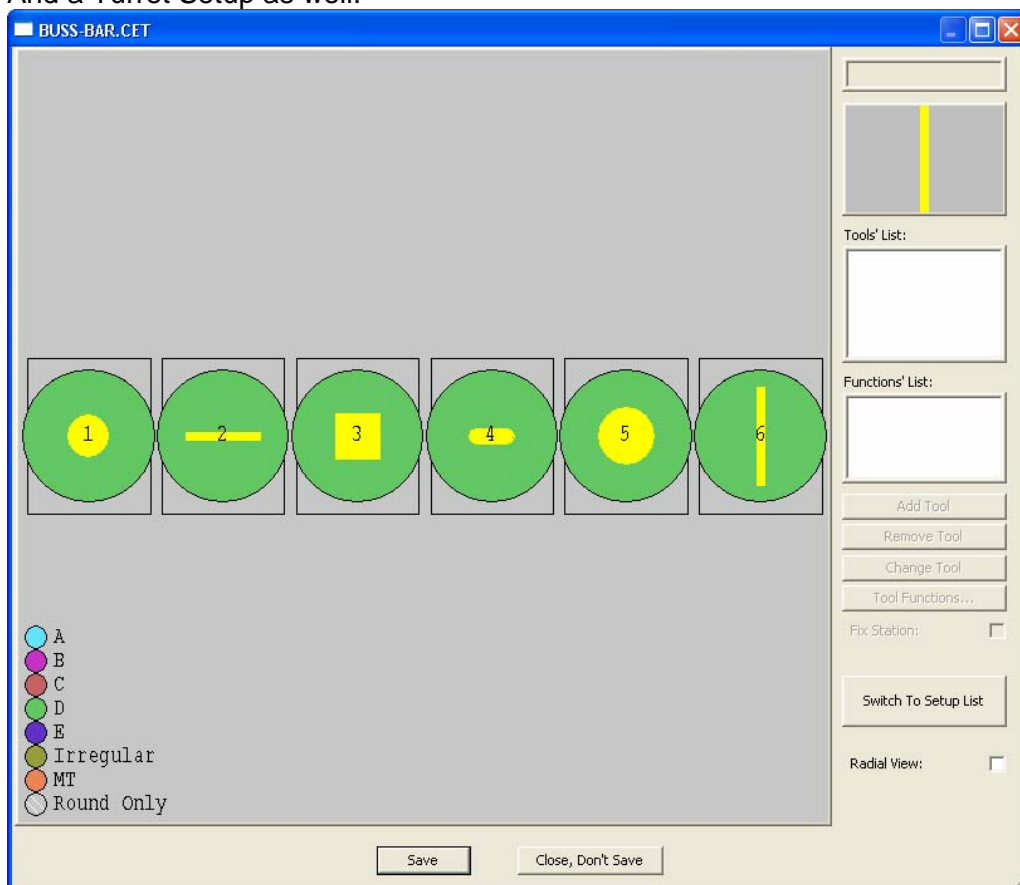 And a Turret Setup as well.
BUSS-BAR.CET
Tools' List:
Functions' List:
1 2 3 4 5 6
Add Tool
Remove Tool
Change Tool
Tool Functions...
Fix Station:
Switch To Setup List
Radial View:
A
B
C
D
E
Irregular
MT
Round Only
Save Close, Don't Save